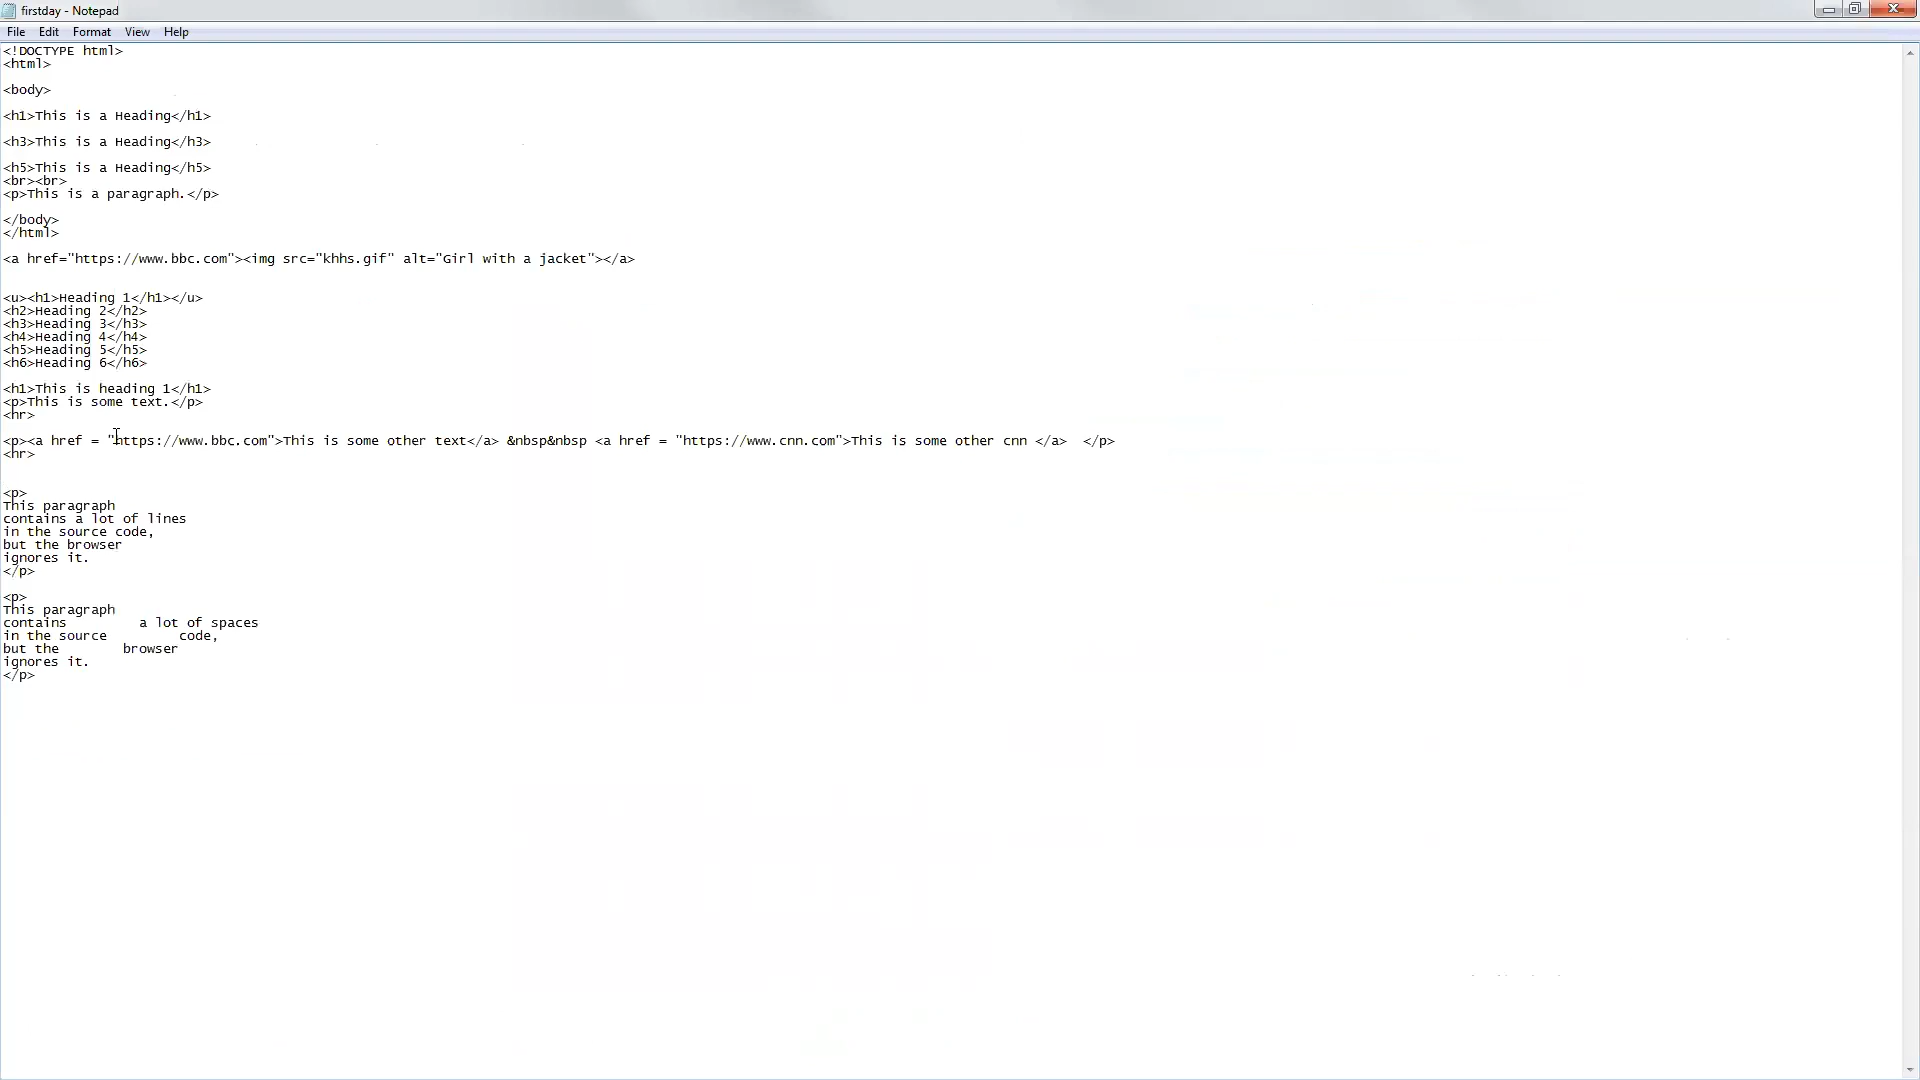 firstday - Notepad
File Edit Format View Help
<!DOCTYPE html>
<html>
<body>
<h1>This is a Heading</h1>
<h3>This is a Heading</h3>
<h5>This is a Heading</h5>
<br><br>
<p>This is a paragraph.</p>
</body>
</html>
<a href="https://www.bbc.com"><img src="khhs.gif" alt="Girl with a jacket"></a>
<u><h1>Heading 1</h1></u>
<h2>Heading 2</h2>
<h3>Heading 3</h3>
<h4>Heading 4</h4>
<h5>Heading 5</h5>
<h6>Heading 6</h6>
<h1>This is heading 1</h1>
<p>This is some text.</p>
<hr>
<p><a href = "https://www.bbc.com">This is some other text</a> &nbsp&nbsp <a href = "https://www.cnn.com">This is some other cnn </a>  </p>
<hr>
<p>
This paragraph
contains a lot of lines
in the source code,
but the browser
ignores it.
</p>
<p>
This paragraph
contains         a lot of spaces
in the source         code,
but the        browser
ignores it.
</p>